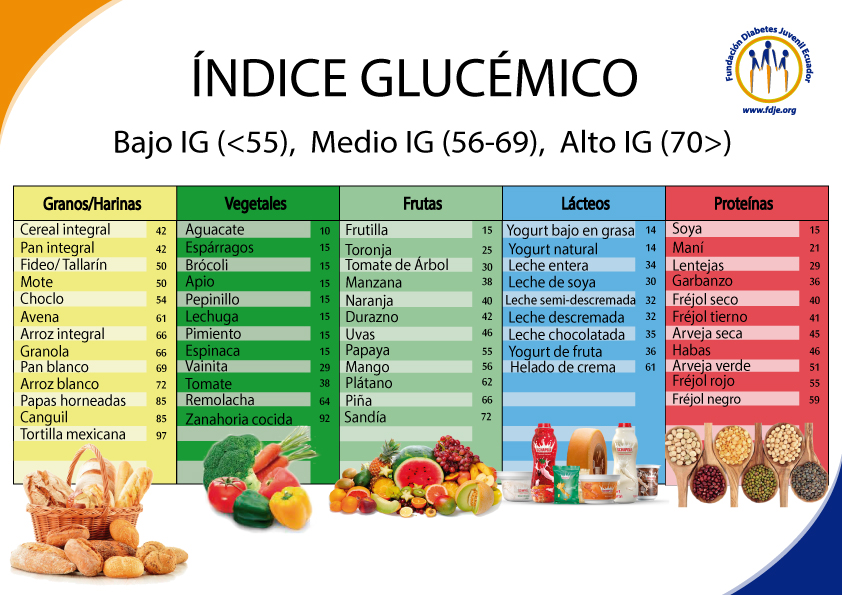 Fundación Diabetes Juvenil Ecuador
www.fdje.org
ÍNDICE GLUCÉMICO
Bajo IG (<55), Medio IG (56-69), Alto IG (70>)
Granos/Harinas
Cereal integral 42
Pan integral 42
Fideo/ Tallarín 50
Mote 50
Choclo 54
Avena 61
Arroz integral 66
Granola 66
Pan blanco 69
Arroz blanco 72
Papas horneadas 85
Canguil 85
Tortilla mexicana 97
Vegetales
Aguacate 10
Espárragos 15
Brócoli 15
Apio 15
Pepinillo 15
Lechuga 15
Pimiento 15
Espinaca 15
Vainita 29
Tomate 38
Remolacha 64
Zanahoria cocida 92
Frutas
Frutilla 15
Toronja 25
Tomate de Árbol 30
Manzana 38
Naranja 40
Durazno 42
Uvas 46
Papaya 55
Mango 56
Plátano 62
Piña 66
Sandía 72
Lácteos
Yogurt bajo en grasa 14
Yogurt natural 14
Leche entera 34
Leche de soya 30
Leche semi-descremada 32
Leche descremada 32
Leche chocolatada 35
Yogurt de fruta 36
Helado de crema 61
Proteínas
Soya 15
Maní 21
Lentejas 29
Garbanzo 36
Fréjol seco 40
Fréjol tierno 41
Arveja seca 45
Habas 46
Arveja verde 51
Fréjol rojo 55
Fréjol negro 59